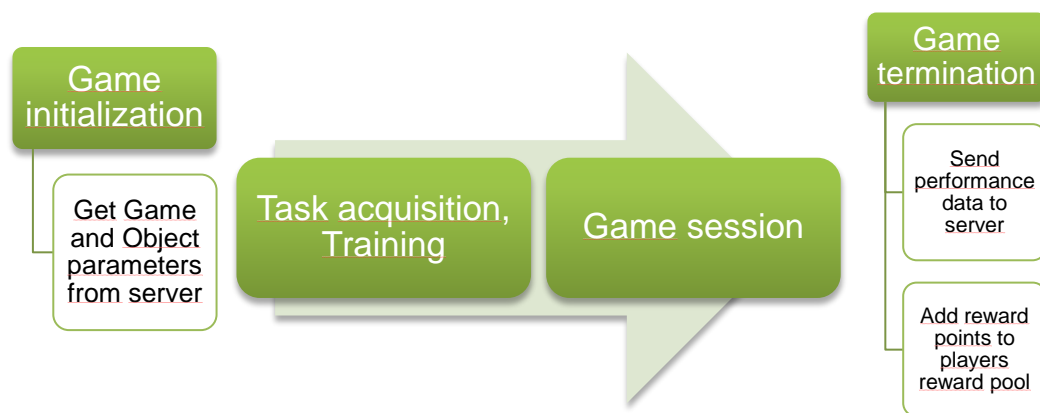 Game
initialization
Get Game
and Object
parameters
from server
Task acquisition,
Training
Game session
Game
termination
Send
performance
data to
server
Add reward
points to
players
reward pool